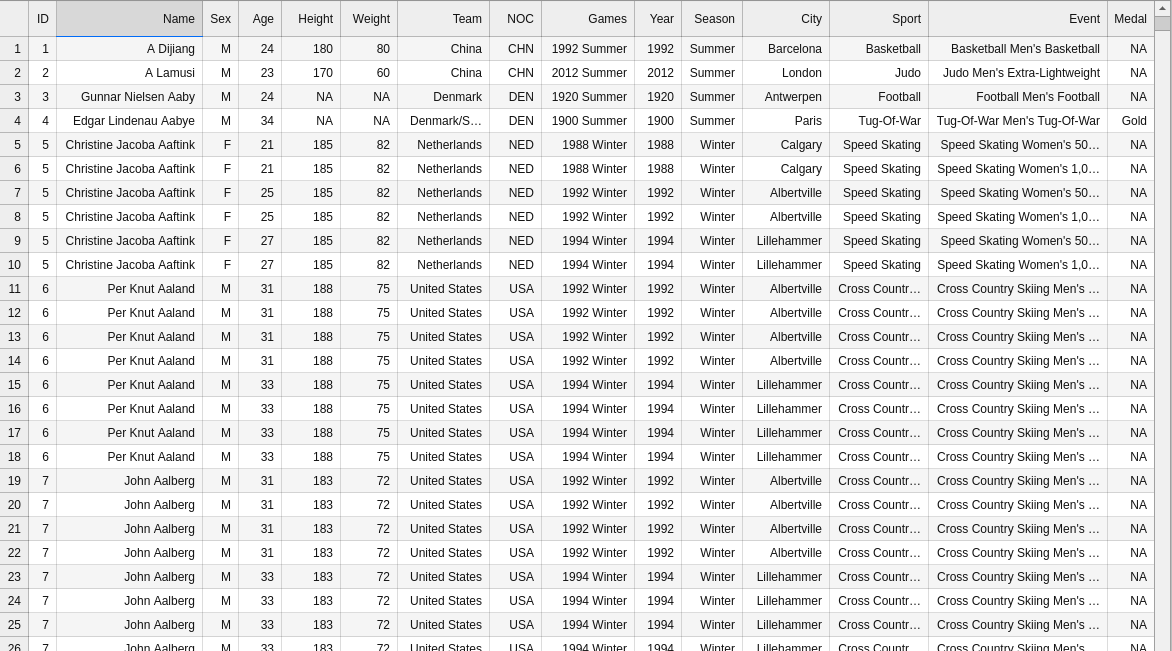 ID Name Sex Age Height Weight Team NOC Games Year Season City Sport Event Medal
1 1 A Dijiang M 24 180 80 China CHN 1992 Summer 1992 Summer Barcelona Basketball Basketball Men's Basketball NA
2 2 A Lamusi M 23 170 60 China CHN 2012 Summer 2012 Summer London Judo Judo Men's Extra-Lightweight NA
3 3 Gunnar Nielsen Aaby M 24 NA NA Denmark DEN 1920 Summer 1920 Summer Antwerpen Football Football Men's Football NA
4 4 Edgar Lindenau Aabye M 34 NA NA Denmark/S… DEN 1900 Summer 1900 Summer Paris Tug-Of-War Tug-Of-War Men's Tug-Of-War Gold
5 5 Christine Jacoba Aaftink F 21 185 82 Netherlands NED 1988 Winter 1988 Winter Calgary Speed Skating Speed Skating Women's 50… NA
6 5 Christine Jacoba Aaftink F 21 185 82 Netherlands NED 1988 Winter 1988 Winter Calgary Speed Skating Speed Skating Women's 1,0… NA
7 5 Christine Jacoba Aaftink F 25 185 82 Netherlands NED 1992 Winter 1992 Winter Albertville Speed Skating Speed Skating Women's 50… NA
8 5 Christine Jacoba Aaftink F 25 185 82 Netherlands NED 1992 Winter 1992 Winter Albertville Speed Skating Speed Skating Women's 1,0… NA
9 5 Christine Jacoba Aaftink F 27 185 82 Netherlands NED 1994 Winter 1994 Winter Lillehammer Speed Skating Speed Skating Women's 50… NA
10 5 Christine Jacoba Aaftink F 27 185 82 Netherlands NED 1994 Winter 1994 Winter Lillehammer Speed Skating Speed Skating Women's 1,0… NA
11 6 Per Knut Aaland M 31 188 75 United States USA 1992 Winter 1992 Winter Albertville Cross Countr… Cross Country Skiing Men's … NA
12 6 Per Knut Aaland M 31 188 75 United States USA 1992 Winter 1992 Winter Albertville Cross Countr… Cross Country Skiing Men's … NA
13 6 Per Knut Aaland M 31 188 75 United States USA 1992 Winter 1992 Winter Albertville Cross Countr… Cross Country Skiing Men's … NA
14 6 Per Knut Aaland M 31 188 75 United States USA 1992 Winter 1992 Winter Albertville Cross Countr… Cross Country Skiing Men's … NA
15 6 Per Knut Aaland M 33 188 75 United States USA 1994 Winter 1994 Winter Lillehammer Cross Countr… Cross Country Skiing Men's … NA
16 6 Per Knut Aaland M 33 188 75 United States USA 1994 Winter 1994 Winter Lillehammer Cross Countr… Cross Country Skiing Men's … NA
17 6 Per Knut Aaland M 33 188 75 United States USA 1994 Winter 1994 Winter Lillehammer Cross Countr… Cross Country Skiing Men's … NA
18 6 Per Knut Aaland M 33 188 75 United States USA 1994 Winter 1994 Winter Lillehammer Cross Countr… Cross Country Skiing Men's … NA
19 7 John Aalberg M 31 183 72 United States USA 1992 Winter 1992 Winter Albertville Cross Countr… Cross Country Skiing Men's … NA
20 7 John Aalberg M 31 183 72 United States USA 1992 Winter 1992 Winter Albertville Cross Countr… Cross Country Skiing Men's … NA
21 7 John Aalberg M 31 183 72 United States USA 1992 Winter 1992 Winter Albertville Cross Countr… Cross Country Skiing Men's … NA
22 7 John Aalberg M 31 183 72 United States USA 1992 Winter 1992 Winter Albertville Cross Countr… Cross Country Skiing Men's … NA
23 7 John Aalberg M 33 183 72 United States USA 1994 Winter 1994 Winter Lillehammer Cross Countr… Cross Country Skiing Men's … NA
24 7 John Aalberg M 33 183 72 United States USA 1994 Winter 1994 Winter Lillehammer Cross Countr… Cross Country Skiing Men's … NA
25 7 John Aalberg M 33 183 72 United States USA 1994 Winter 1994 Winter Lillehammer Cross Countr… Cross Country Skiing Men's … NA
26 7 John Aalberg M 33 183 72 United States USA 1994 Winter 1994 Winter Lillehammer Cross Countr… Cross Country Skiing Men's … NA